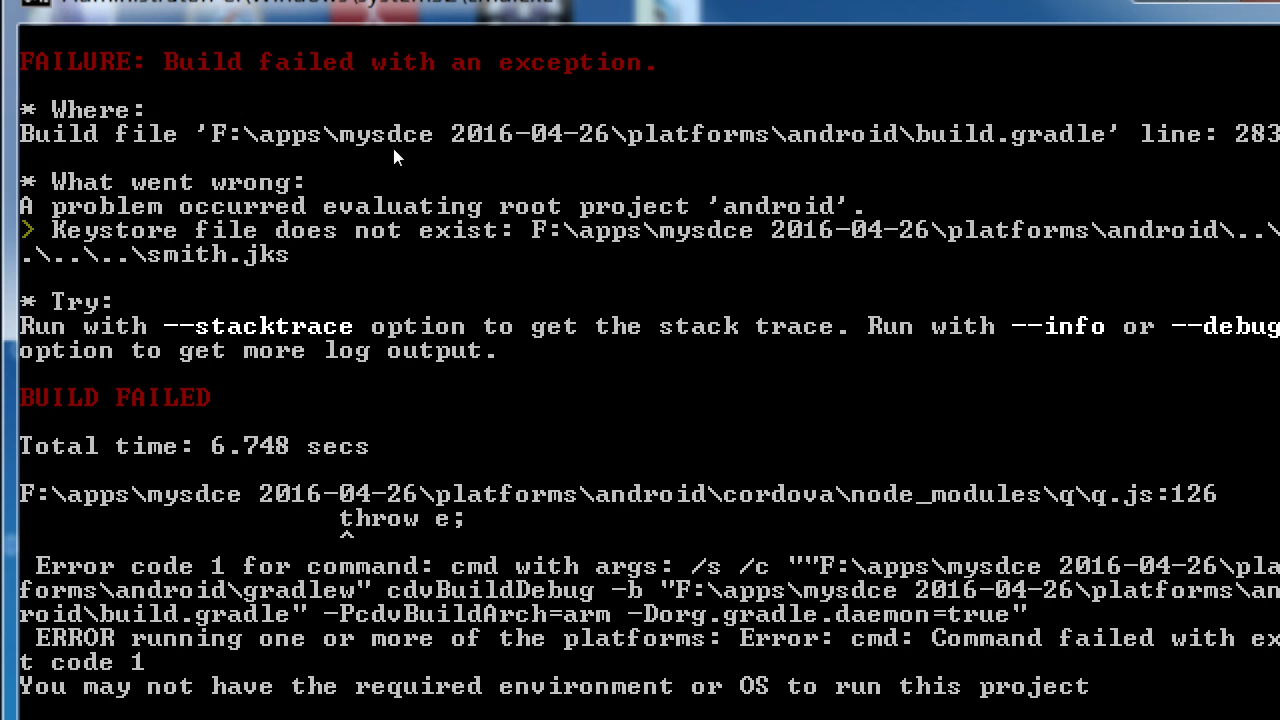 FAILURE: Build failed with an exception.
* Where:
Build file 'F:\apps\mysdce 2016-04-26\platforms\android\build.gradle' line: 283
* What went wrong:
A problem occurred evaluating root project 'android'.
> Keystore file does not exist: F:\apps\mysdce 2016-04-26\platforms\android\..\
.\..\..\smith.jks
* Try:
Run with --stacktrace option to get the stack trace. Run with --info or --debug
option to get more log output.
BUILD FAILED
Total time: 6.748 secs
F:\apps\mysdce 2016-04-26\platforms\android\cordova\node_modules\q\q.js:126
throw e;
^
Error code 1 for command: cmd with args: /s /c ""F:\apps\mysdce 2016-04-26\pla
forms\android\gradlew" cdvBuildDebug -b "F:\apps\mysdce 2016-04-26\platforms\an
roid\build.gradle" -PcdvBuildArch=arm -Dorg.gradle.daemon=true"
ERROR running one or more of the platforms: Error: cmd: Command failed with ex
t code 1
You may not have the required environment or OS to run this project